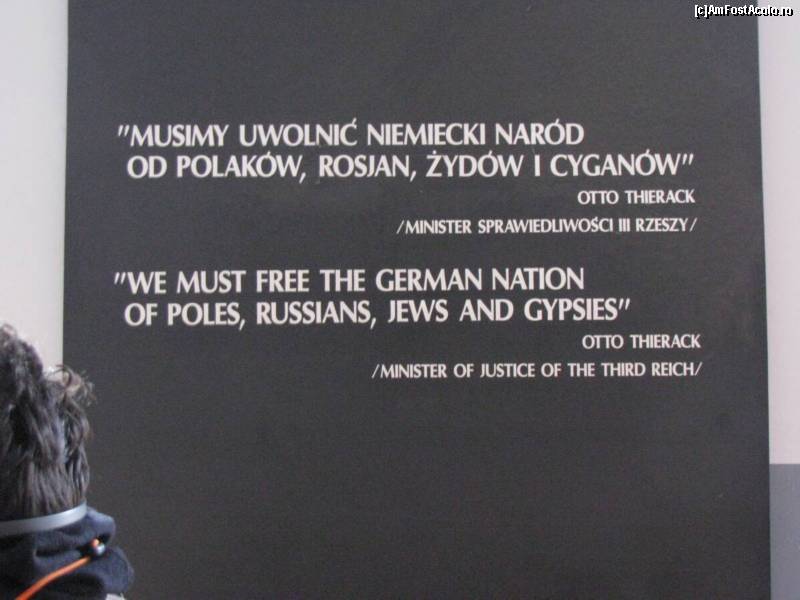 [c]AmFostAcolo.ro
"MUSIMY UWOLNIĆ NIEMIECKI NARÓD
OD POLAKÓW, ROSJAN, ŻYDÓW I CYGANÓW"
OTTO THIERACK
/MINISTER SPRAWIEDLIWOŚCI III RZESZY/
"WE MUST FREE THE GERMAN NATION
OF POLES, RUSSIANS, JEWS AND GYPSIES"
OTTO THIERACK
/MINISTER OF JUSTICE OF THE THIRD REICH/